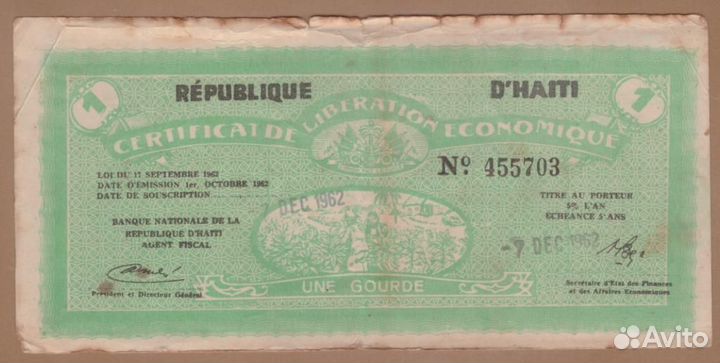 1 RÉPUBLIQUE D'HAITI 1
CERTIFICAT DE LIBERATION ECONOMIQUE
Nº 455703
LOI DU 17 SEPTEMBRE 1962
DATE D'ÉMISSION 1er. OCTOBRE 1962
DATE DE SOUSCRIPTION
DEC 1962
TITRE AU PORTEUR
5% L'AN
ECHEANCE 5 ANS
BANQUE NATIONALE DE LA
REPUBLIQUE D'HAITI
AGENT FISCAL
-7 DEC 1962
Président et Directeur Général
UNE GOURDE
Secrétaire d'Etat des Finances
et des Affaires Economiques
Avito